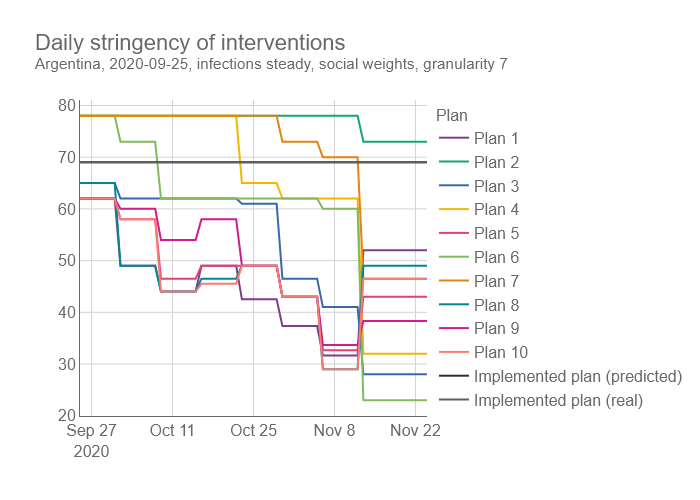 Daily stringency of interventions
Argentina, 2020-09-25, infections steady, social weights, granularity 7
80
70
60
50
40
30
20
Sep 27
2020
Oct 11
Oct 25
Nov 8
Nov 22
Plan
Plan 1
Plan 2
Plan 3
Plan 4
Plan 5
Plan 6
Plan 7
Plan 8
Plan 9
Plan 10
Implemented plan (predicted)
Implemented plan (real)